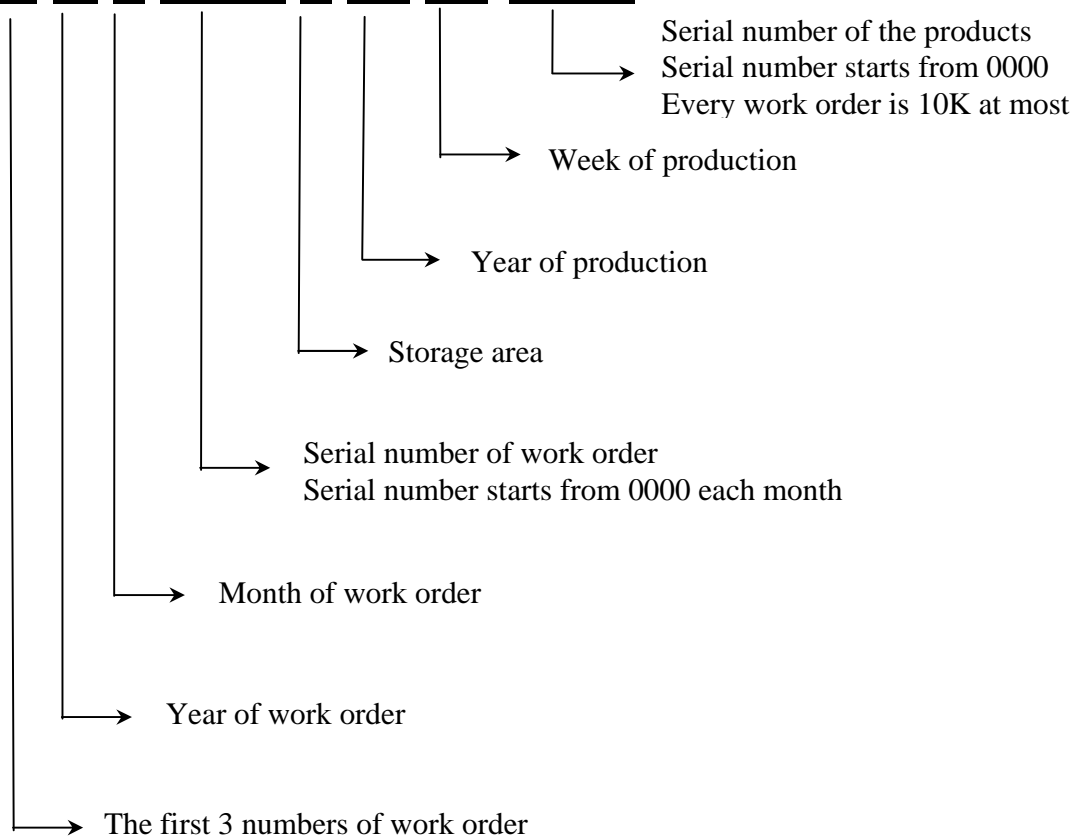 Serial number of the products
Serial number starts from 0000
Every work order is 10K at most
Week of production
Year of production
Storage area
Serial number of work order
Serial number starts from 0000 each month
Month of work order
Year of work order
The first 3 numbers of work order